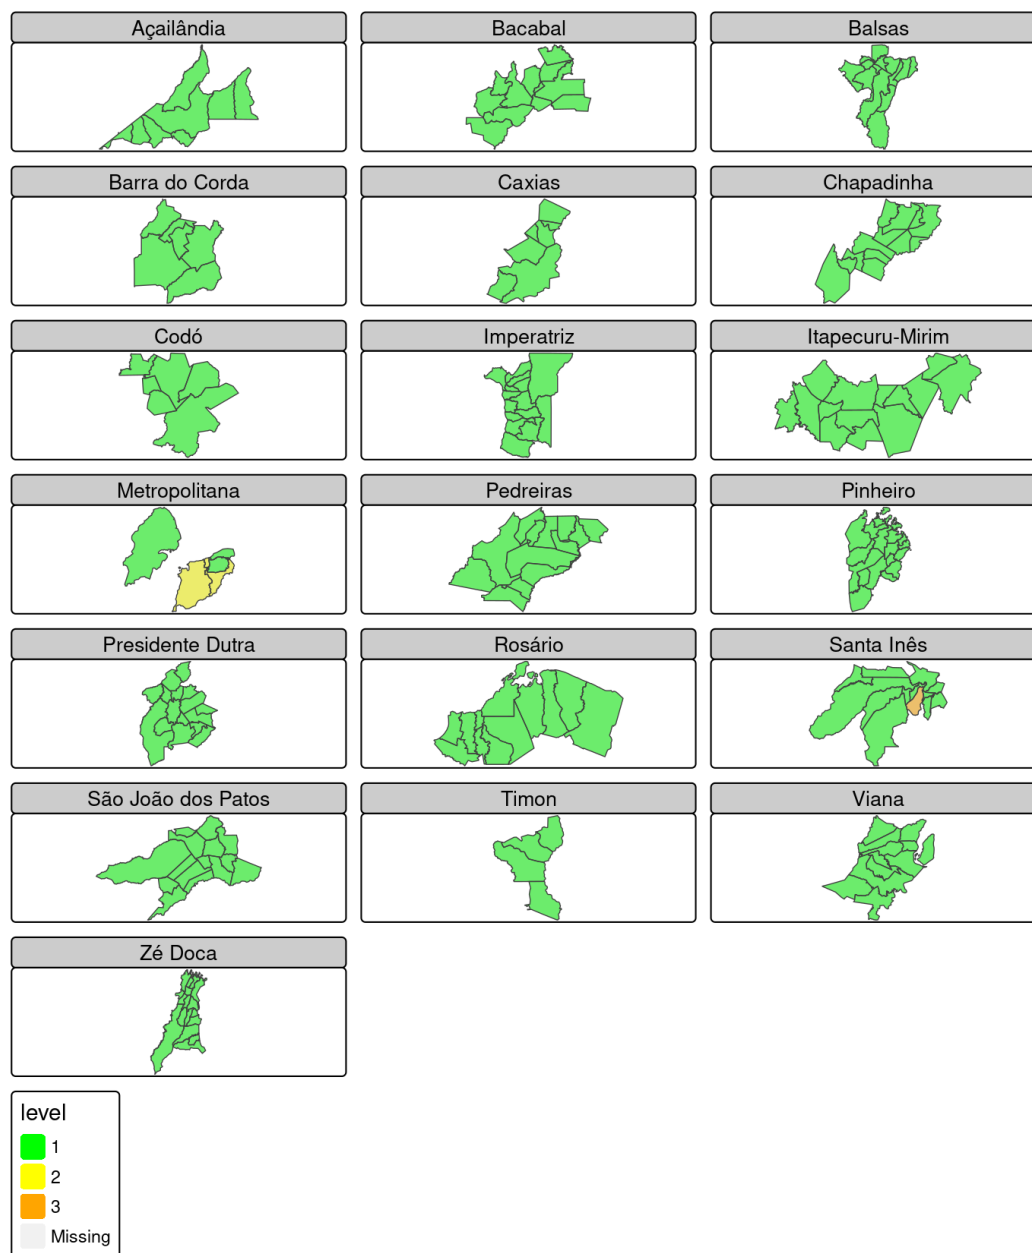 Açailândia
Bacabal
Balsas
Barra do Corda
Caxias
Chapadinha
Codó
Imperatriz
Itapecuru-Mirim
Metropolitana
Pedreiras
Pinheiro
Presidente Dutra
Rosário
Santa Inês
São João dos Patos
Timon
Viana
Zé Doca
level
1
2
3
Missing